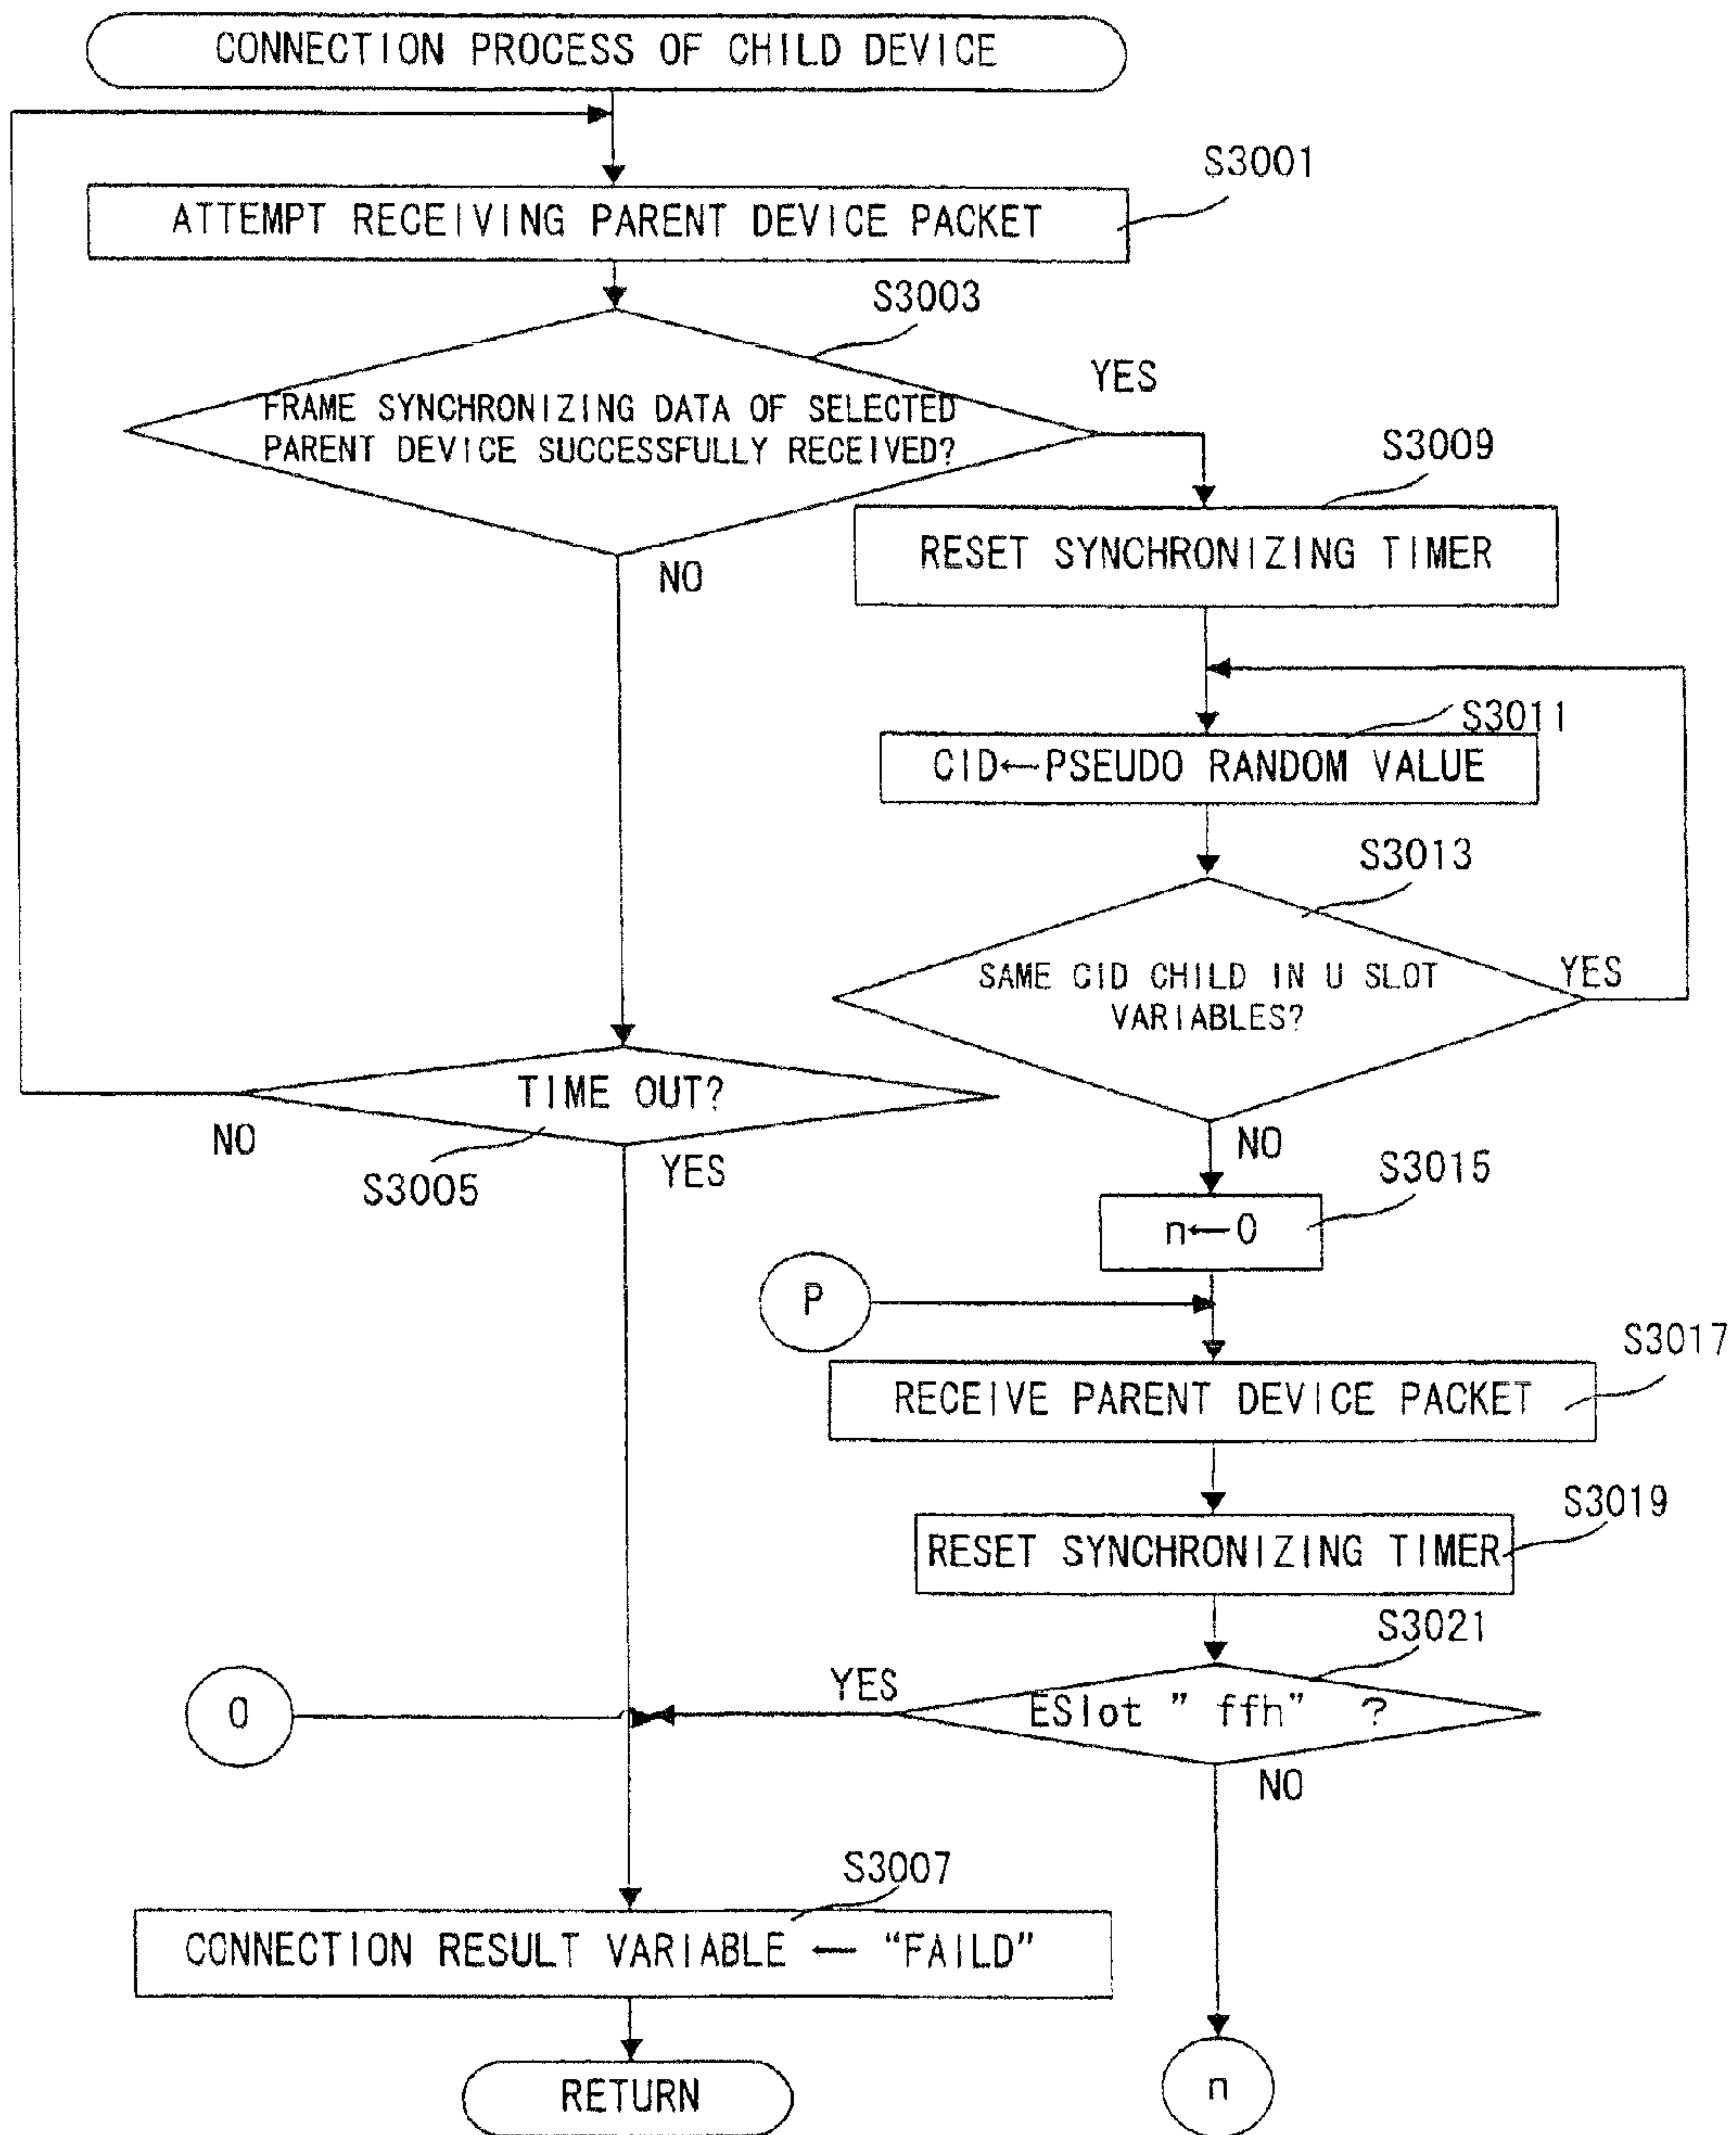 CONNECTION PROCESS OF CHILD DEVICE
S3001
ATTEMPT RECEIVING PARENT DEVICE PACKET
S3003
YES
FRAME SYNCHRONIZING DATA OF SELECTED
PARENT DEVICE SUCCESSFULLY RECEIVED?
NO
S3009
RESET SYNCHRONIZING TIMER
S3011
CID←PSEUDO RANDOM VALUE
S3013
SAME CID CHILD IN U SLOT
VARIABLES?
YES
NO
TIME OUT?
NO
YES
S3005
S3015
n←0
P
S3017
RECEIVE PARENT DEVICE PACKET
S3019
RESET SYNCHRONIZING TIMER
S3021
YES
ESlot " ffh" ?
O
NO
S3007
CONNECTION RESULT VARIABLE ← “FAILD”
RETURN
n